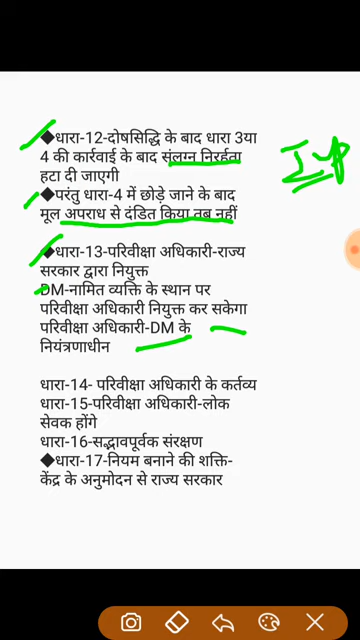 ◆धारा-12-दोषसिद्धि के बाद धारा 3या
4 की कार्रवाई के बाद संलग्न निरर्हता
हटा दी जाएगी
◆परंतु धारा-4 में छोड़े जाने के बाद
मूल अपराध से दंडित किया तब नहीं
Imp
◆धारा-13-परिवीक्षा अधिकारी-राज्य
सरकार द्वारा नियुक्त
DM-नामित व्यक्ति के स्थान पर
परिवीक्षा अधिकारी नियुक्त कर सकेगा
परिवीक्षा अधिकारी-DM के
नियंत्रणाधीन
धारा-14- परिवीक्षा अधिकारी के कर्तव्य
धारा-15-परिवीक्षा अधिकारी-लोक
सेवक होंगे
धारा-16-सद्भावपूर्वक संरक्षण
◆धारा-17-नियम बनाने की शक्ति-
केंद्र के अनुमोदन से राज्य सरकार